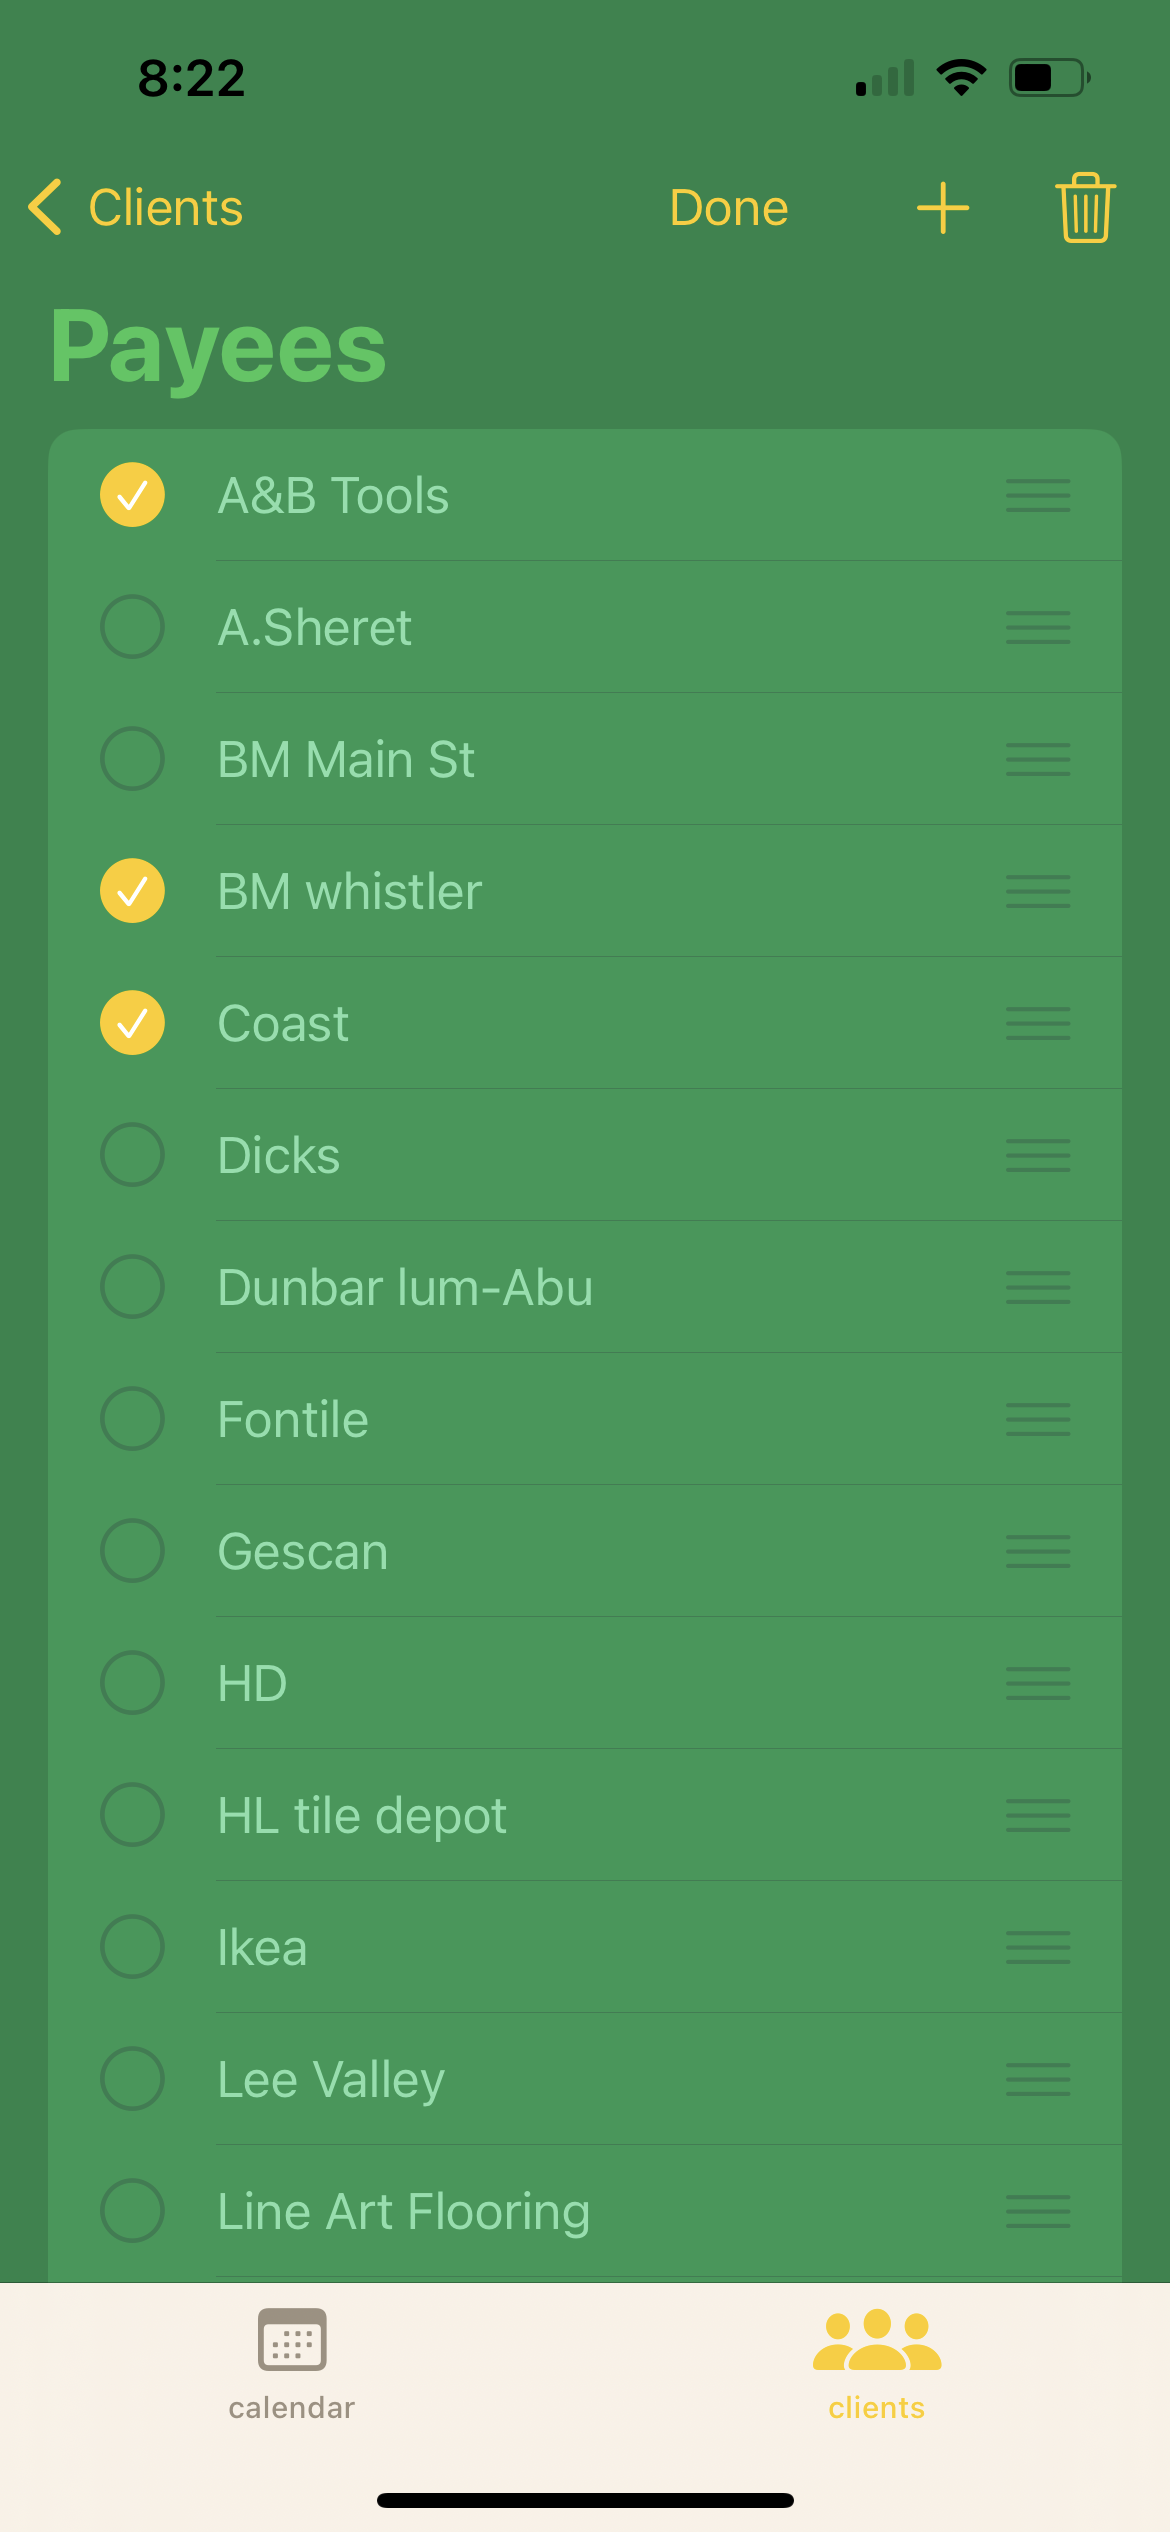 8:22
Clients
Done
Payees
A&B Tools
A.Sheret
BM Main St
BM whistler
Coast
Dicks
Dunbar lum-Abu
Fontile
Gescan
HD
HL tile depot
Ikea
Lee Valley
Line Art Flooring
calendar
clients